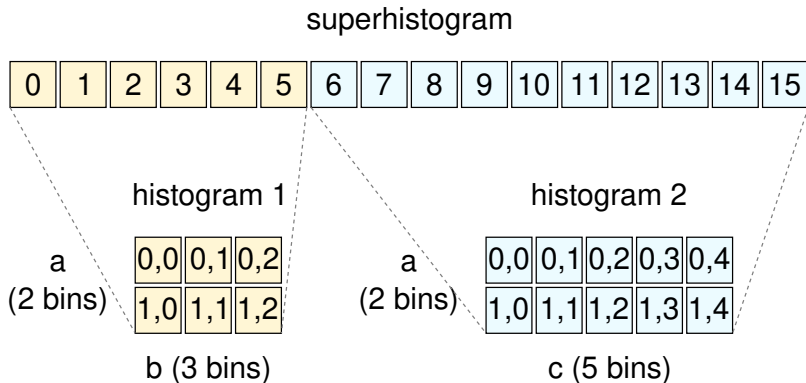 superhistogram
0 1 2 3 4 5 6 7 8 9 10 11 12 13 14 15
histogram 1
0,0 0,1 0,2
1,0 1,1 1,2
a
(2 bins)
b (3 bins)
histogram 2
0,0 0,1 0,2 0,3 0,4
1,0 1,1 1,2 1,3 1,4
a
(2 bins)
c (5 bins)